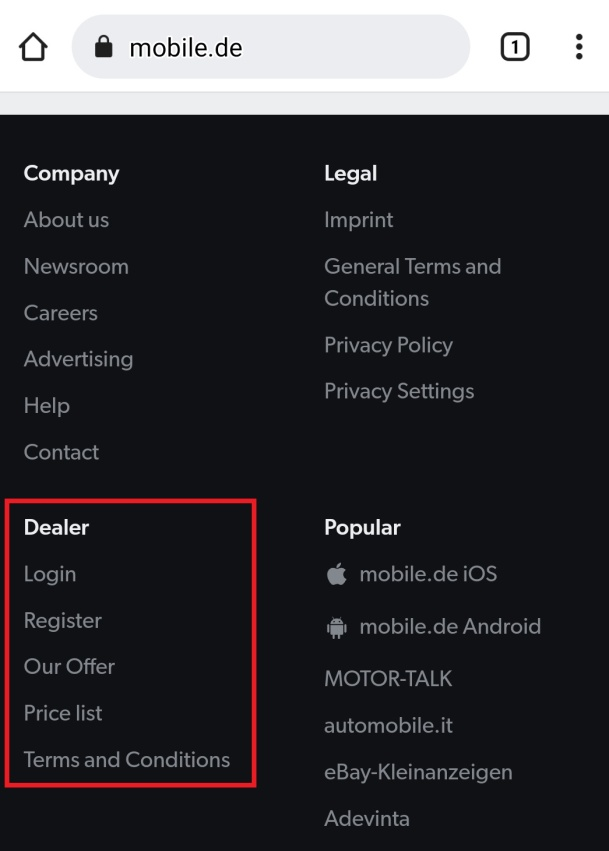 mobile.de
1
Company
About us
Newsroom
Careers
Advertising
Help
Contact
Legal
Imprint
General Terms and
Conditions
Privacy Policy
Privacy Settings
Dealer
Login
Register
Our Offer
Price list
Terms and Conditions
Popular
mobile.de iOS
mobile.de Android
MOTOR-TALK
automobile.it
eBay-Kleinanzeigen
Adevinta